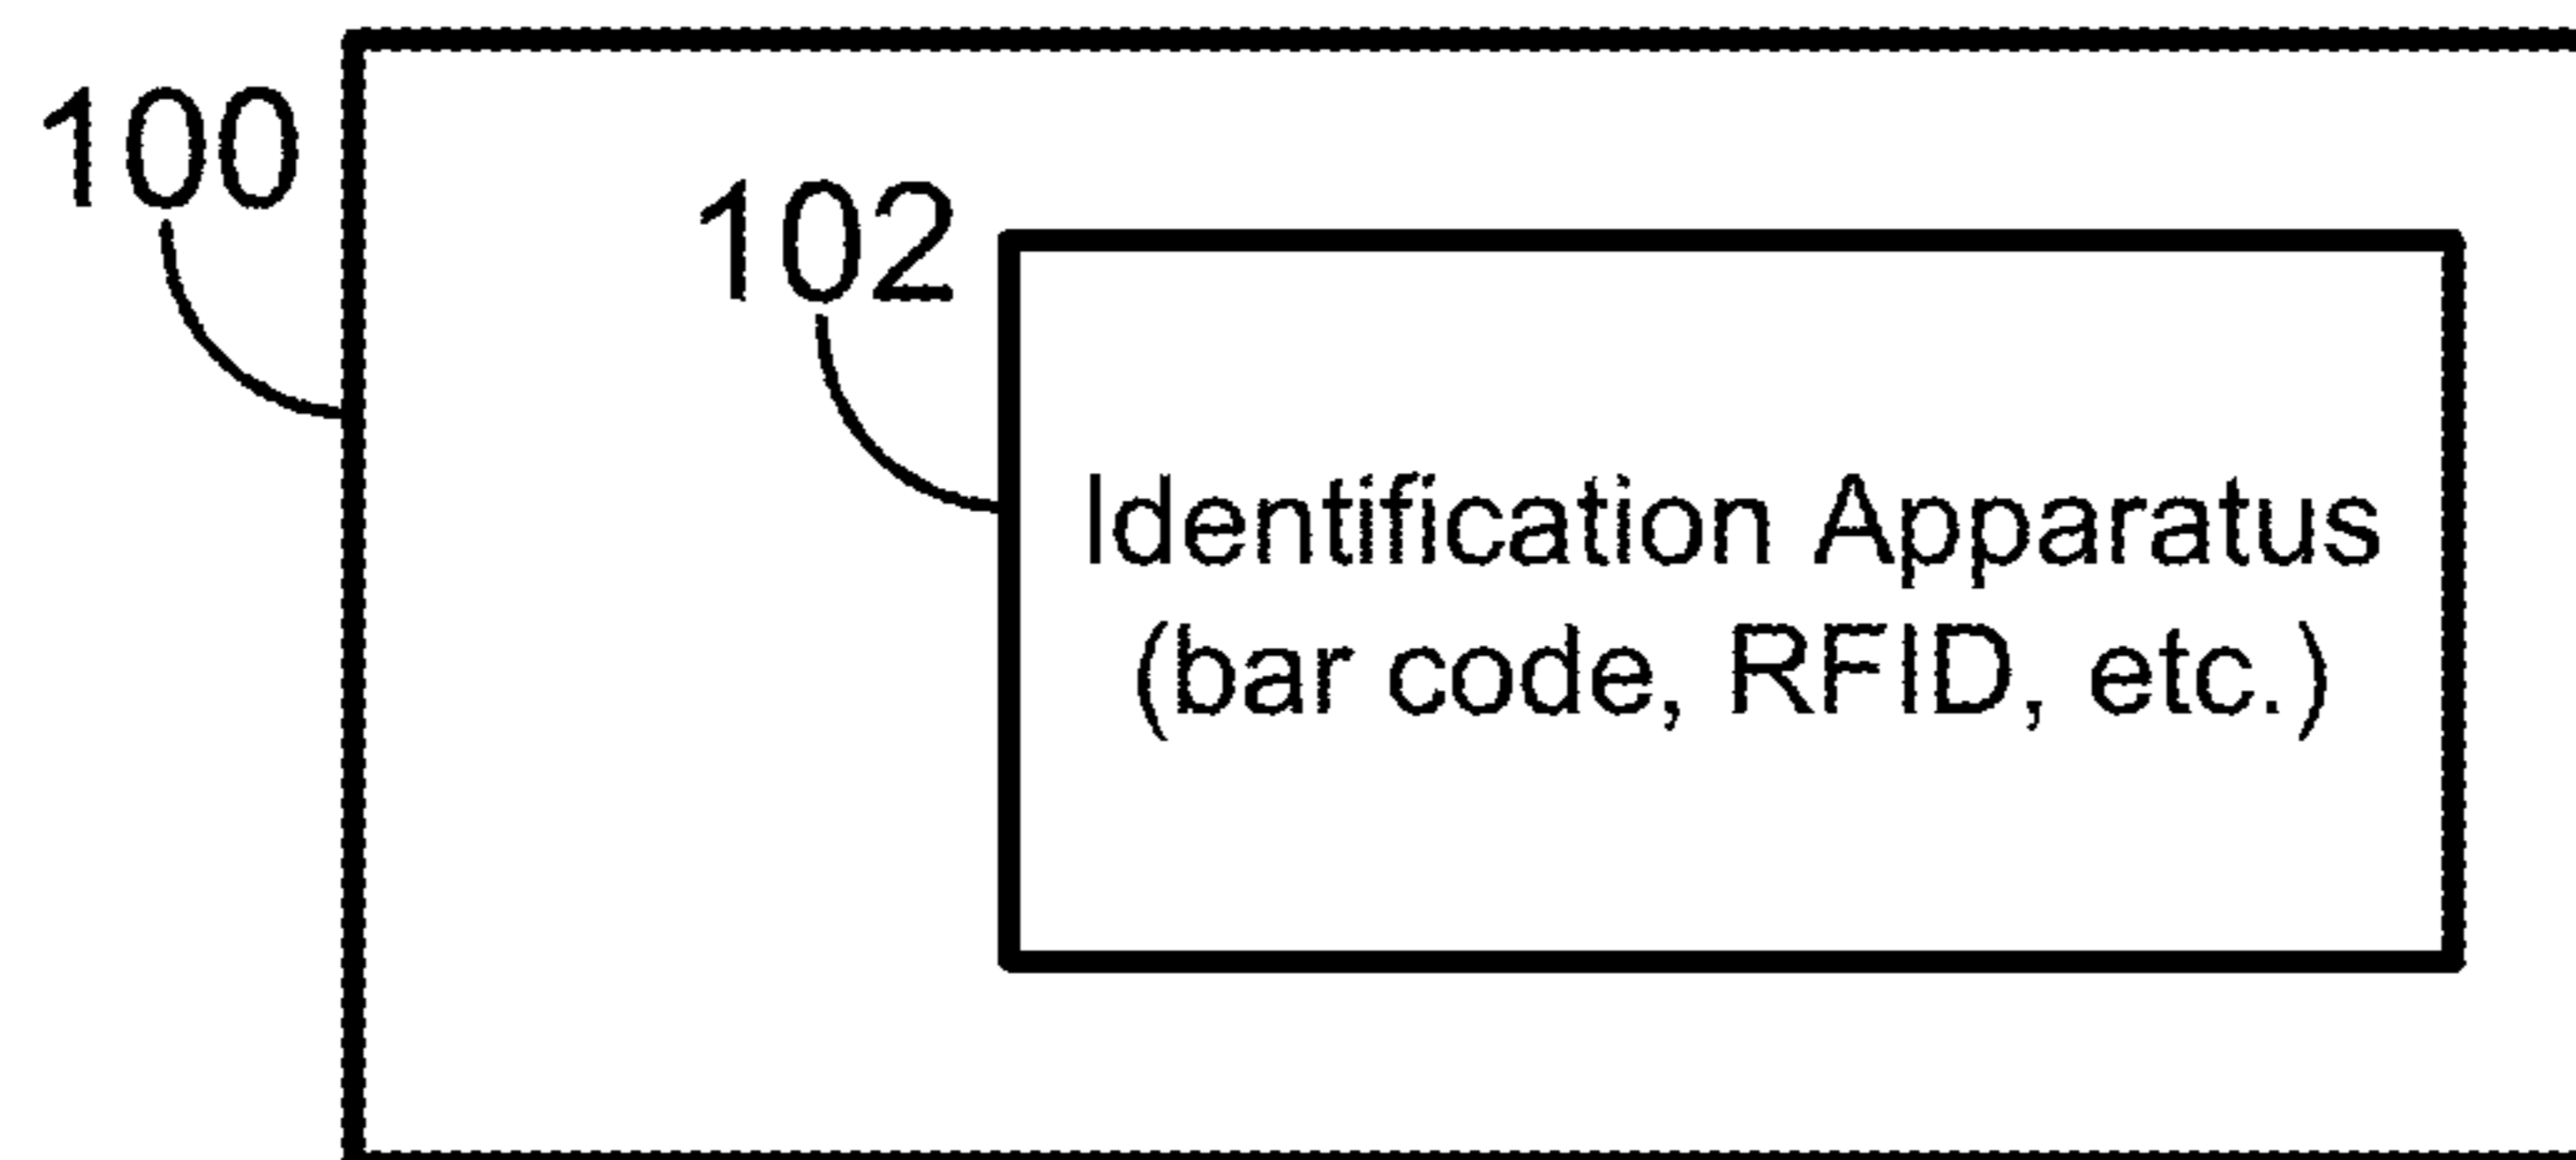 100
102
Identification Apparatus
(bar code, RFID, etc.)